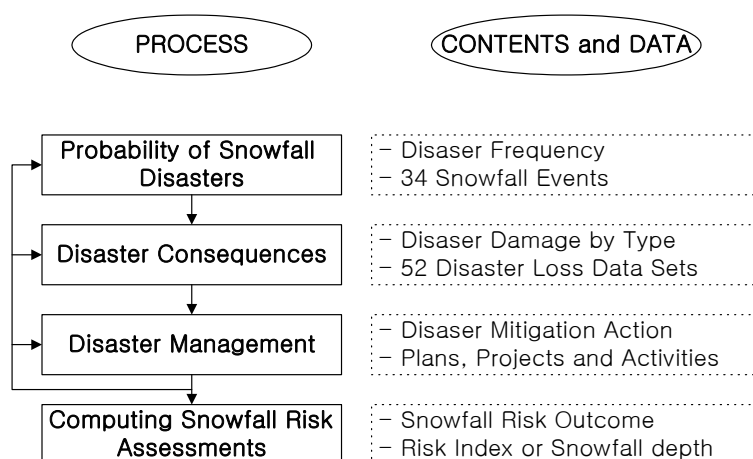 PROCESS
CONTENTS and DATA
Probability of Snowfall
Disasters
- Disaser Frequency
- 34 Snowfall Events
Disaster Consequences
- Disaser Damage by Type
- 52 Disaster Loss Data Sets
Disaster Management
- Disaser Mitigation Action
- Plans, Projects and Activities
Computing Snowfall Risk
Assessments
- Snowfall Risk Outcome
- Risk Index or Snowfall depth